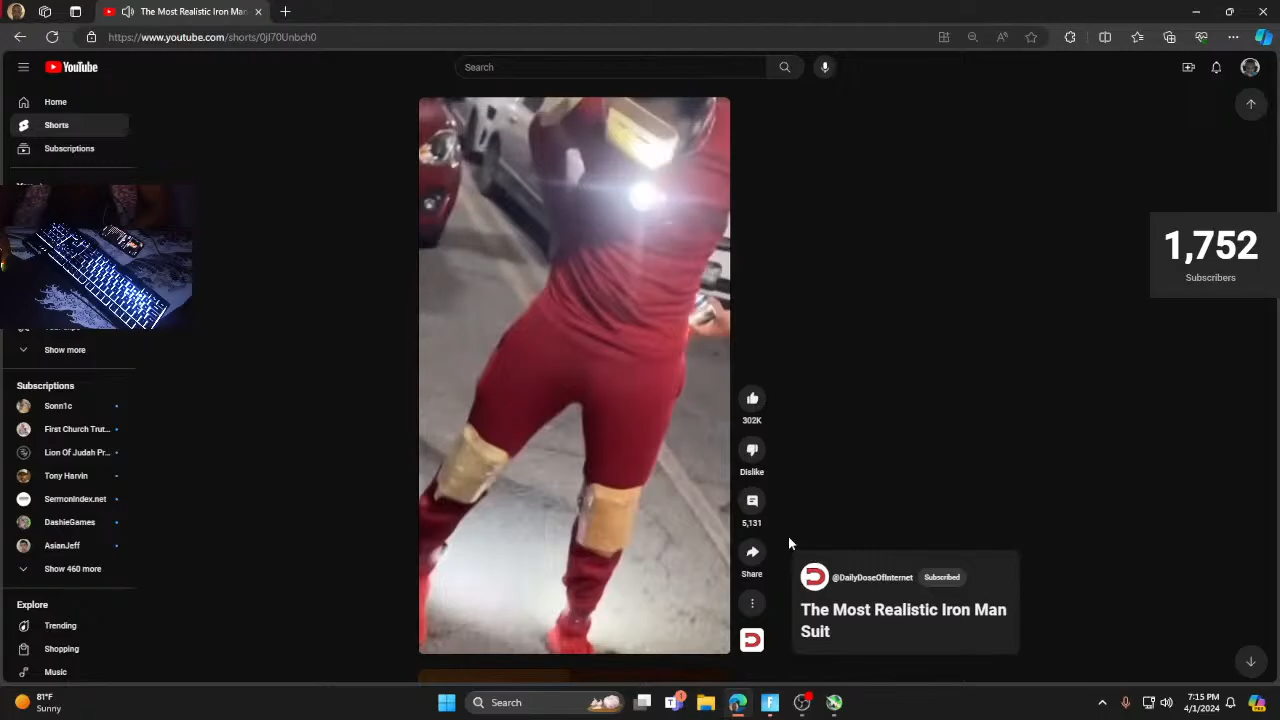 The Most Realistic Iron Man
https://www.youtube.com/shorts/0jI70Unbch0
YouTube
Search
Home
Shorts
Subscriptions
1,752
Subscribers
Show more
Subscriptions
Sonn1c
First Church Trut...
Lion Of Judah Pr...
Tony Harvin
SermonIndex.net
DashieGames
AsianJeff
Show 460 more
Explore
Trending
Shopping
Music
302K
Dislike
5,131
Share
@DailyDoseOfInternet
Subscribed
The Most Realistic Iron Man
Suit
81°F
Sunny
Search
7:15 PM
4/1/2024